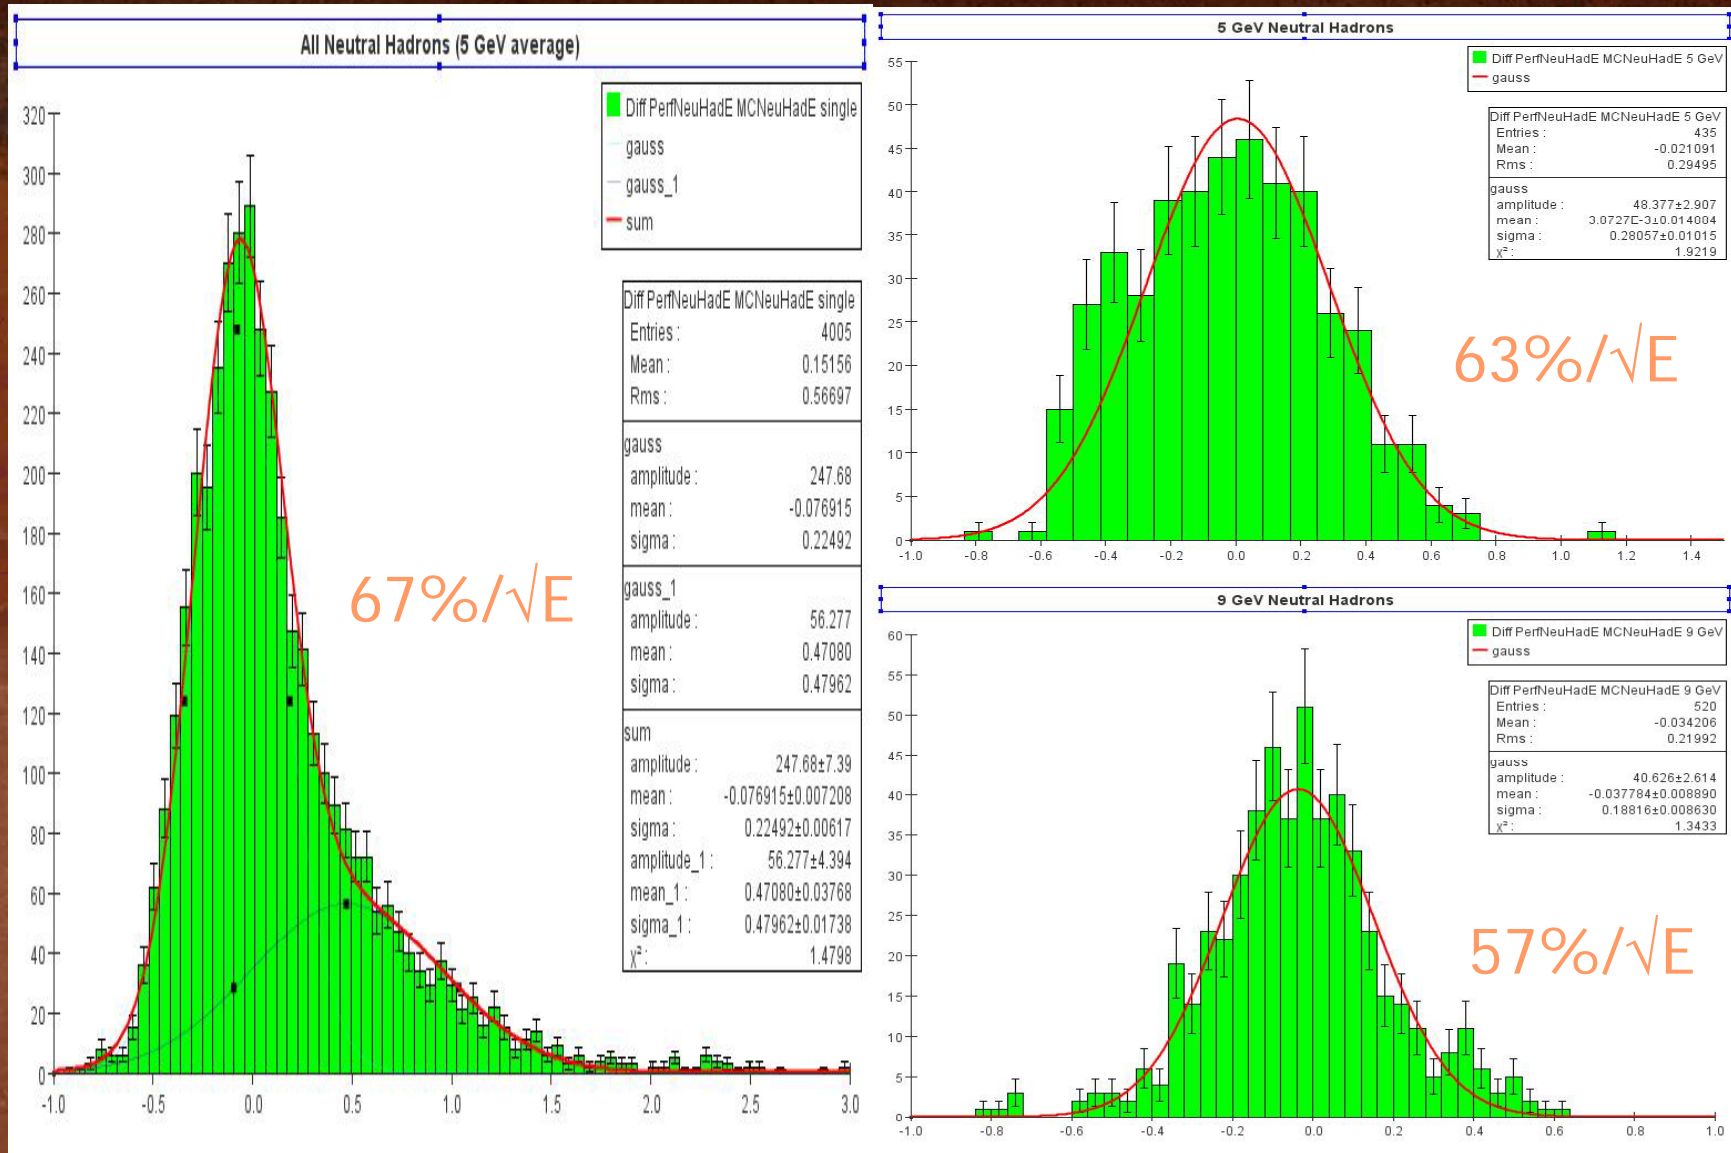 All Neutral Hadrons (5 GeV average)
Diff PerfNeuHadE MCNeuHadE single
gauss
gauss_1
sum
Diff PerfNeuHadE MCNeuHadE single
Entries : 4005
Mean : 0.15156
Rms : 0.56697
gauss
amplitude : 247.68
mean : -0.076915
sigma : 0.22492
gauss_1
amplitude : 56.277
mean : 0.47080
sigma : 0.47962
sum
amplitude : 247.68±7.39
mean : -0.076915±0.007208
sigma : 0.22492±0.00617
amplitude_1 : 56.277±4.394
mean_1 : 0.47080±0.03768
sigma_1 : 0.47962±0.01738
χ² : 1.4798
67%/√E
320
300
280
260
240
220
200
180
160
140
120
100
80
60
40
20
0
-1.0 -0.5 0.0 0.5 1.0 1.5 2.0 2.5 3.0
5 GeV Neutral Hadrons
Diff PerfNeuHadE MCNeuHadE 5 GeV
gauss
Diff PerfNeuHadE MCNeuHadE 5 GeV
Entries : 435
Mean : -0.021091
Rms : 0.29495
gauss
amplitude : 48.377±2.907
mean : 3.0727E-3±0.014004
sigma : 0.28057±0.01015
χ² : 1.9219
63%/√E
55
50
45
40
35
30
25
20
15
10
5
0
-1.0 -0.8 -0.6 -0.4 -0.2 0.0 0.2 0.4 0.6 0.8 1.0 1.2 1.4
9 GeV Neutral Hadrons
Diff PerfNeuHadE MCNeuHadE 9 GeV
gauss
Diff PerfNeuHadE MCNeuHadE 9 GeV
Entries : 520
Mean : -0.034206
Rms : 0.21992
gauss
amplitude : 40.626±2.614
mean : -0.037784±0.008890
sigma : 0.18816±0.008630
χ² : 1.3433
57%/√E
60
55
50
45
40
35
30
25
20
15
10
5
0
-1.0 -0.8 -0.6 -0.4 -0.2 0.0 0.2 0.4 0.6 0.8 1.0